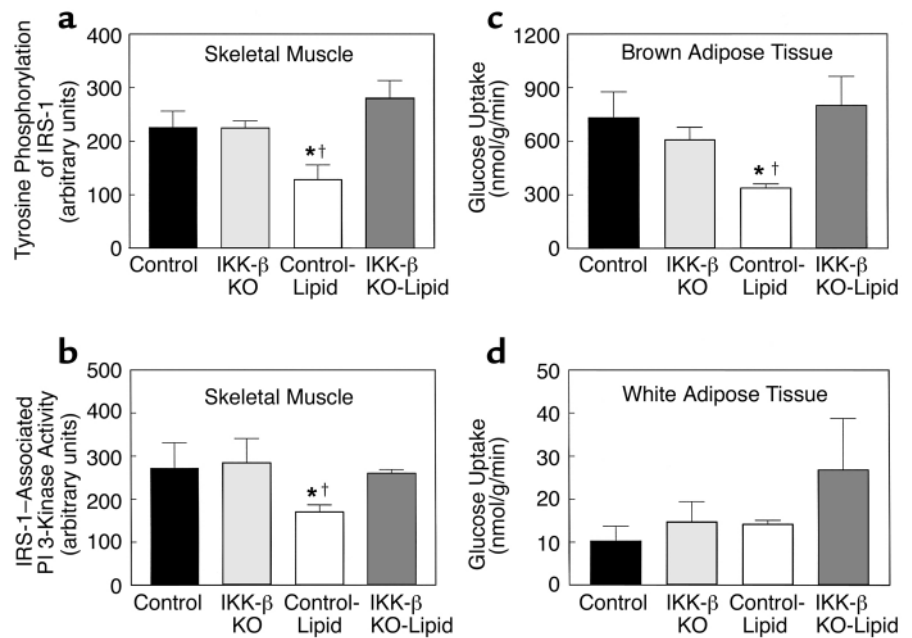 a
Tyrosine Phosphorylation
of IRS-1
(arbitrary units)
400
300
200
100
0
Skeletal Muscle
*†
Control
IKK-β
KO
Control-
Lipid
IKK-β
KO-Lipid
c
Glucose Uptake
(nmol/g/min)
1200
900
600
300
0
Brown Adipose Tissue
* †
Control
IKK-β
KO
Control-
Lipid
IKK-β
KO-Lipid
b
IRS-1–Associated
PI 3-Kinase Activity
(arbitrary units)
500
400
300
200
100
0
Skeletal Muscle
*†
Control
IKK-β
KO
Control-
Lipid
IKK-β
KO-Lipid
d
Glucose Uptake
(nmol/g/min)
50
40
30
20
10
0
White Adipose Tissue
Control
IKK-β
KO
Control-
Lipid
IKK-β
KO-Lipid